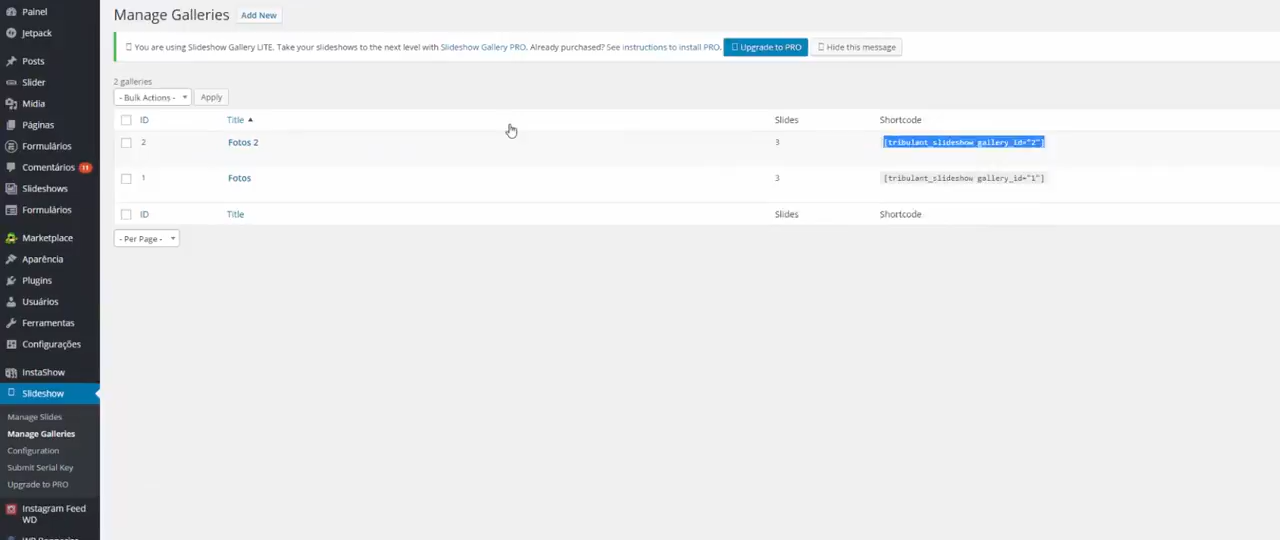 Painel
Jetpack
Posts
Slider
Mídia
Páginas
Formulários
Comentários 11
Slideshows
Formulários
Marketplace
Aparência
Plugins
Usuários
Ferramentas
Configurações
InstaShow
Slideshow
Manage Slides
Manage Galleries
Configuration
Submit Serial Key
Upgrade to PRO
Instagram Feed
WD
Manage Galleries Add New
You are using Slideshow Gallery LITE. Take your slideshows to the next level with Slideshow Gallery PRO. Already purchased? See instructions to install PRO. Upgrade to PRO Hide this message
2 galleries
- Bulk Actions - Apply
ID Title Slides Shortcode
2 Fotos 2 3 [tribulant_slideshow gallery_id="2"]
1 Fotos 3 [tribulant_slideshow gallery_id="1"]
ID Title Slides Shortcode
- Per Page -